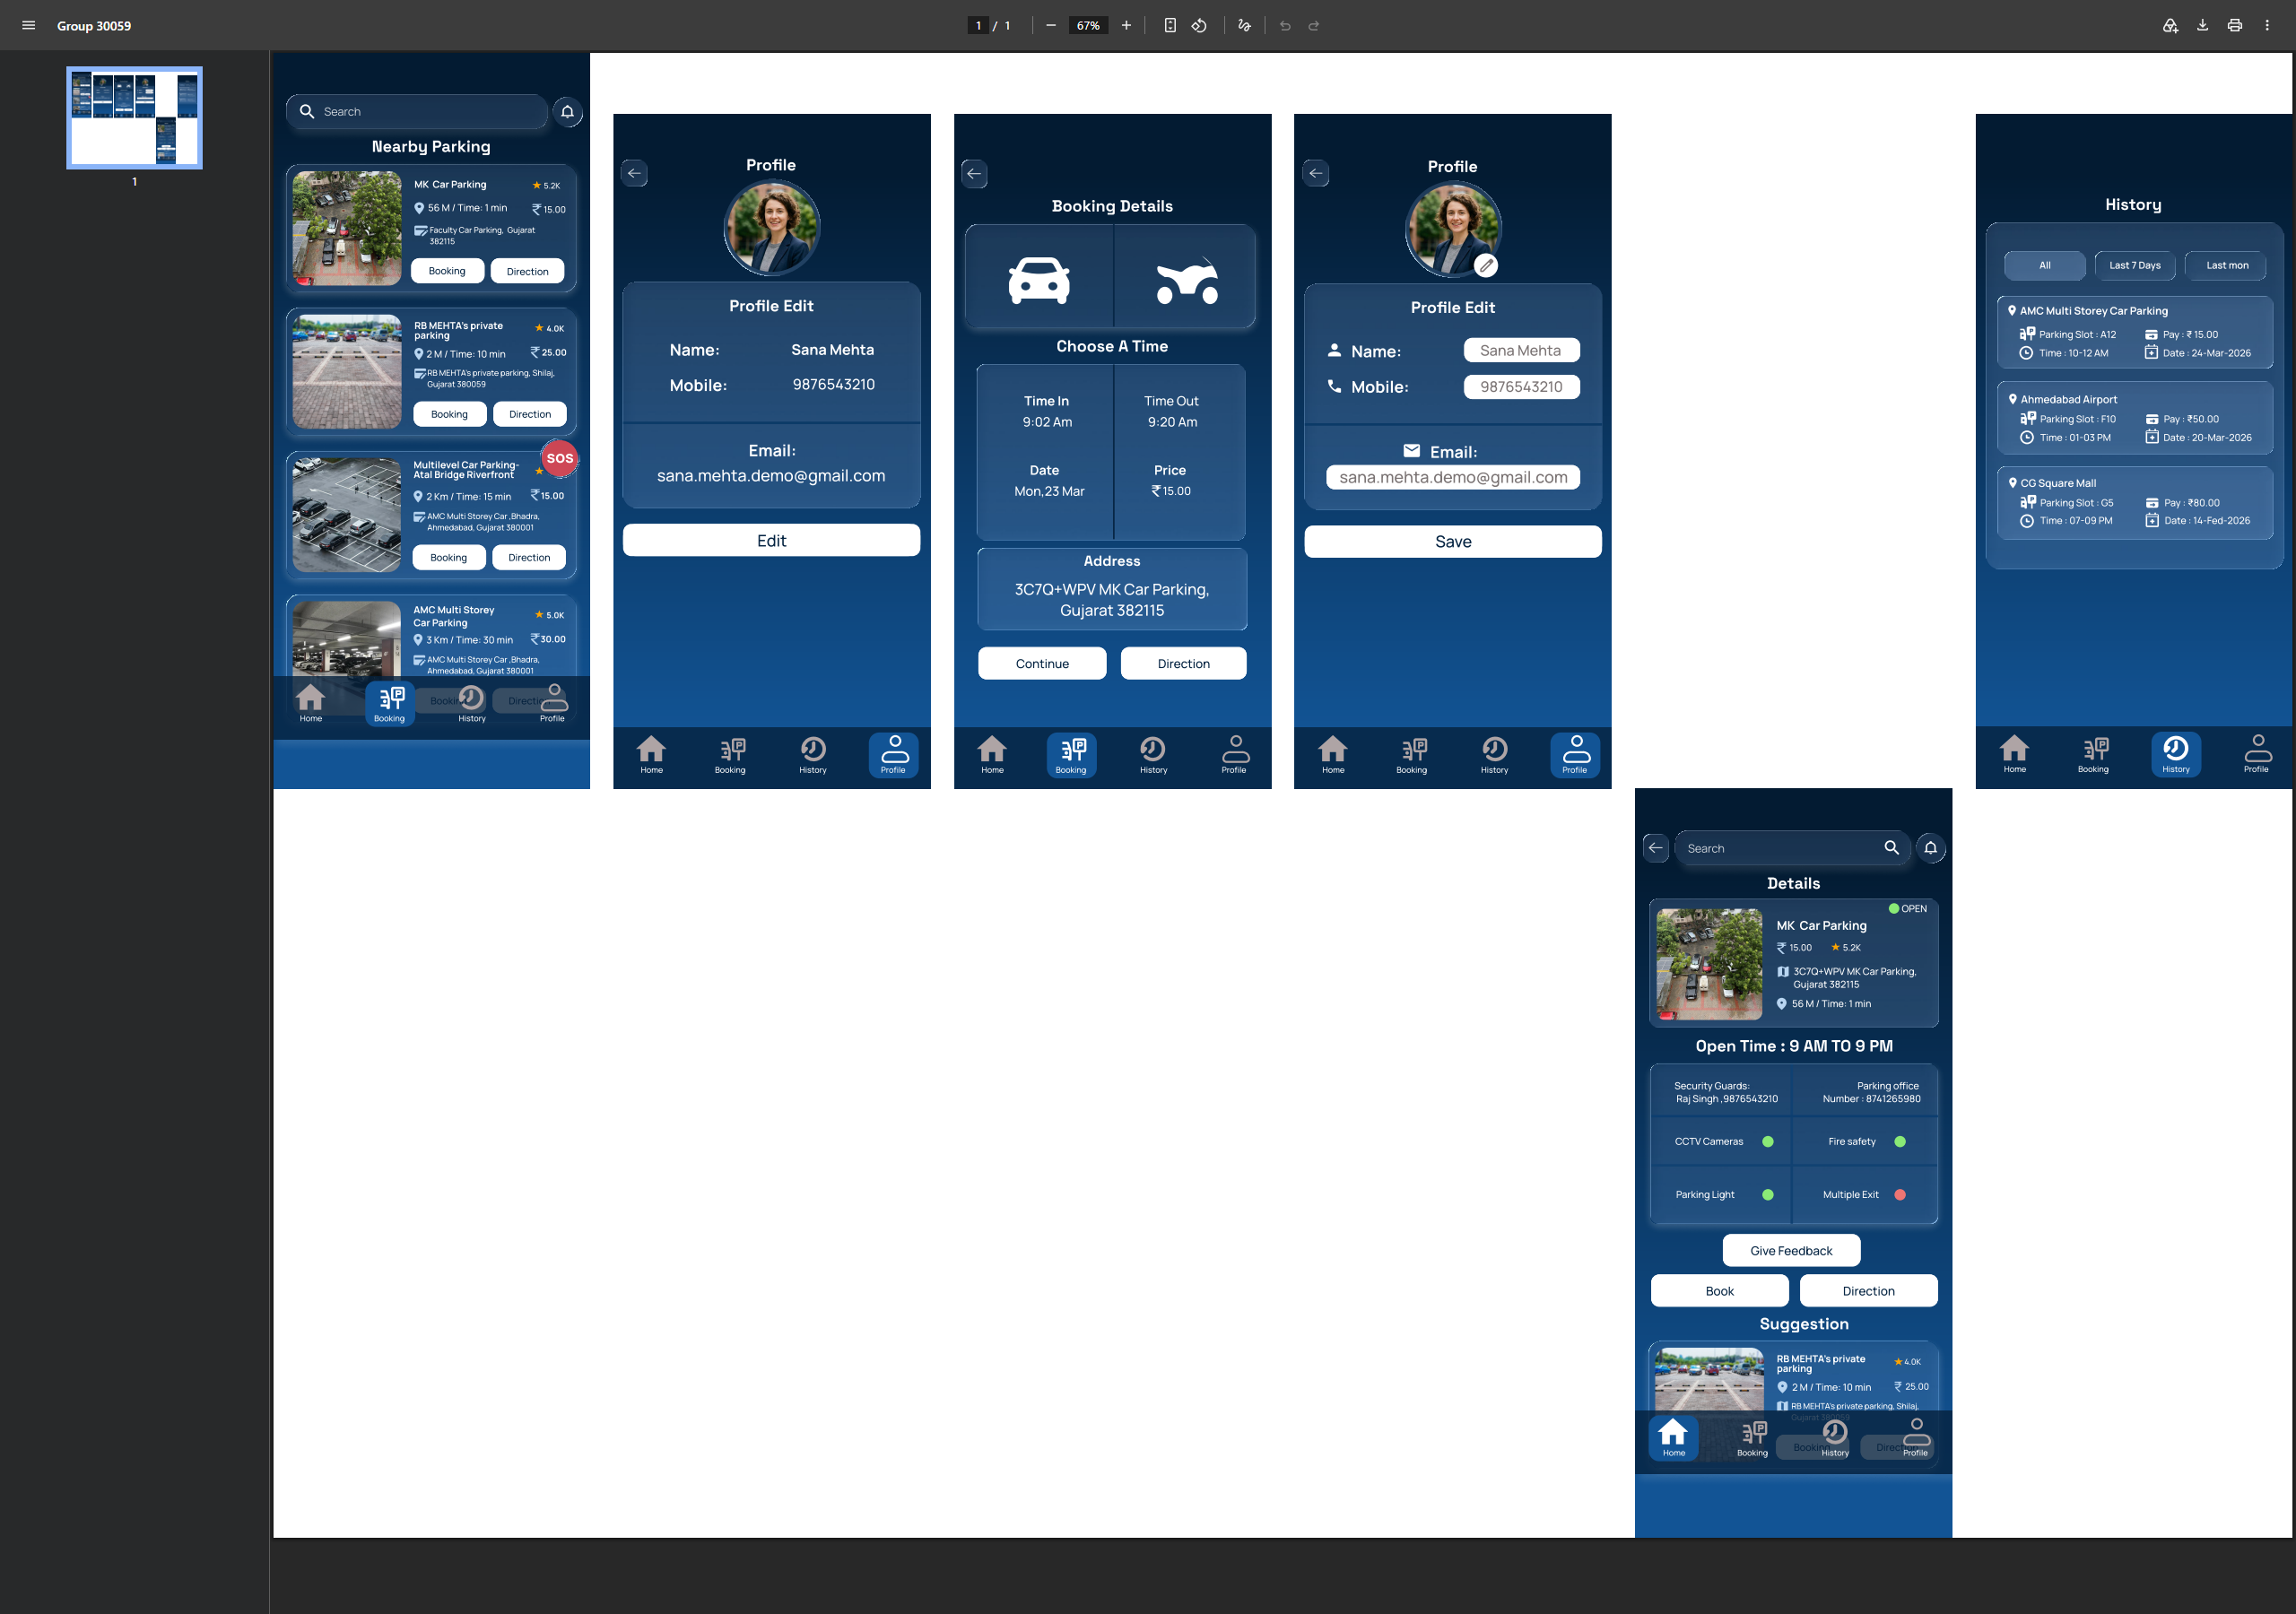 Group 30059
1 / 1
67%
1
Search
Nearby Parking
MK Car Parking
5.2K
56 M / Time: 1 min
₹ 15.00
Faculty Car Parking, Gujarat
382115
Booking
Direction
RB MEHTA's private
parking
4.0K
2 M / Time: 10 min
₹ 25.00
RB MEHTA's private parking, Shilaj,
Gujarat 380059
Booking
Direction
SOS
Multilevel Car Parking-
Atal Bridge Riverfront
2 Km / Time: 15 min
₹ 15.00
AMC Multi Storey Car ,Bhadra,
Ahmedabad, Gujarat 380001
Booking
Direction
AMC Multi Storey
Car Parking
5.0K
3 Km / Time: 30 min
₹ 30.00
AMC Multi Storey Car ,Bhadra,
Ahmedabad, Gujarat 380001
Home
Booking
History
Profile
Profile
Profile Edit
Name:
Sana Mehta
Mobile:
9876543210
Email:
sana.mehta.demo@gmail.com
Edit
Home
Booking
History
Profile
Booking Details
Choose A Time
Time In
Time Out
9:02 Am
9:20 Am
Date
Price
Mon,23 Mar
₹ 15.00
Address
3C7Q+WPV MK Car Parking,
Gujarat 382115
Continue
Direction
Home
Booking
History
Profile
Profile
Profile Edit
Name:
Sana Mehta
Mobile:
9876543210
Email:
sana.mehta.demo@gmail.com
Save
Home
Booking
History
Profile
History
All
Last 7 Days
Last mon
AMC Multi Storey Car Parking
Parking Slot : A12
Pay : ₹ 15.00
Time : 10-12 AM
Date : 24-Mar-2026
Ahmedabad Airport
Parking Slot : F10
Pay : ₹50.00
Time : 01-03 PM
Date : 20-Mar-2026
CG Square Mall
Parking Slot : G5
Pay : ₹80.00
Time : 07-09 PM
Date : 14-Fed-2026
Home
Booking
History
Profile
Search
Details
OPEN
MK Car Parking
₹ 15.00
5.2K
3C7Q+WPV MK Car Parking,
Gujarat 382115
56 M / Time: 1 min
Open Time : 9 AM TO 9 PM
Security Guards:
Raj Singh ,9876543210
Parking office
Number : 8741265980
CCTV Cameras
Fire safety
Parking Light
Multiple Exit
Give Feedback
Book
Direction
Suggestion
RB MEHTA's private
parking
4.0K
2 M / Time: 10 min
₹ 25.00
RB MEHTA's private parking, Shilaj,
Gujarat 380059
Booking
Home
Booking
History
Profile